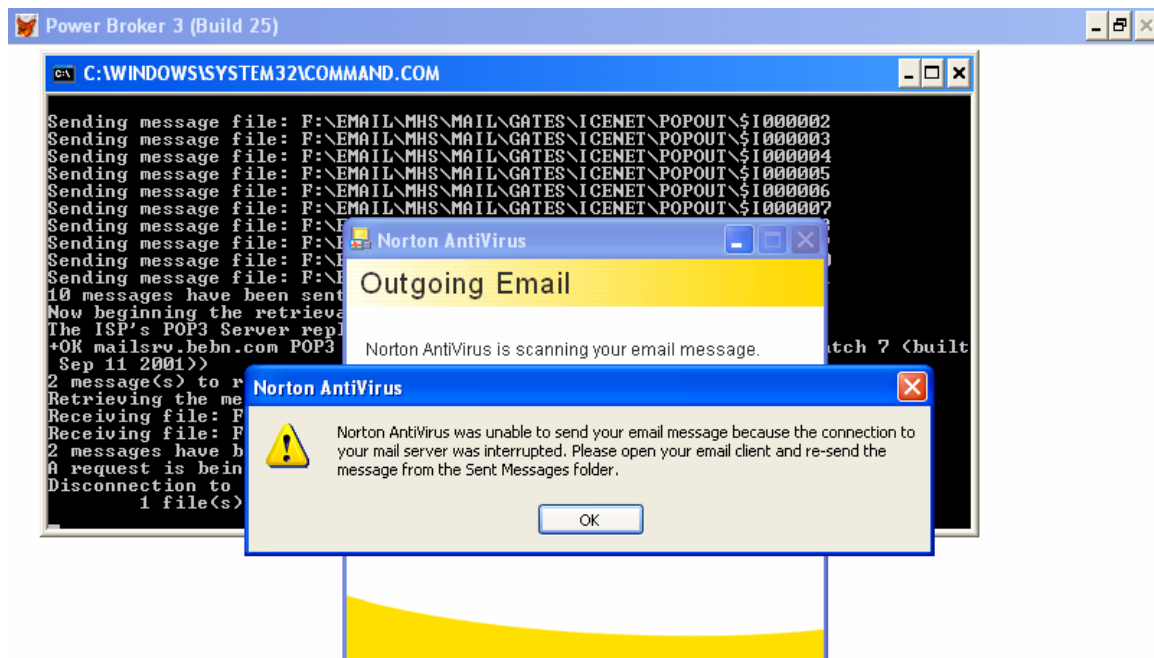 Power Broker 3 (Build 25)
C:\WINDOWS\SYSTEM32\COMMAND.COM
Sending message file: F:\EMAIL\MHS\MAIL\GATES\ICENET\POPOUT\$I000002
Sending message file: F:\EMAIL\MHS\MAIL\GATES\ICENET\POPOUT\$I000003
Sending message file: F:\EMAIL\MHS\MAIL\GATES\ICENET\POPOUT\$I000004
Sending message file: F:\EMAIL\MHS\MAIL\GATES\ICENET\POPOUT\$I000005
Sending message file: F:\EMAIL\MHS\MAIL\GATES\ICENET\POPOUT\$I000006
Sending message file: F:\EMAIL\MHS\MAIL\GATES\ICENET\POPOUT\$I000007
Sending message file: F:\
Sending message file: F:\
Sending message file: F:\
Sending message file: F:\
10 messages have been sent
Now beginning the
The ISP's POP3 Server
+OK mailsrv.bebn.com POP3 tch 7 (built
Sep 11 2001)>
2 message(s) to
Retrieving the
Receiving file: F
Receiving file: F
2 messages have
A request is
Disconnection to
1 file(s)
Norton AntiVirus
Outgoing Email
Norton AntiVirus is scanning your email message.
Norton AntiVirus
Norton AntiVirus was unable to send your email message because the connection to
your mail server was interrupted. Please open your email client and re-send the
message from the Sent Messages folder.
OK